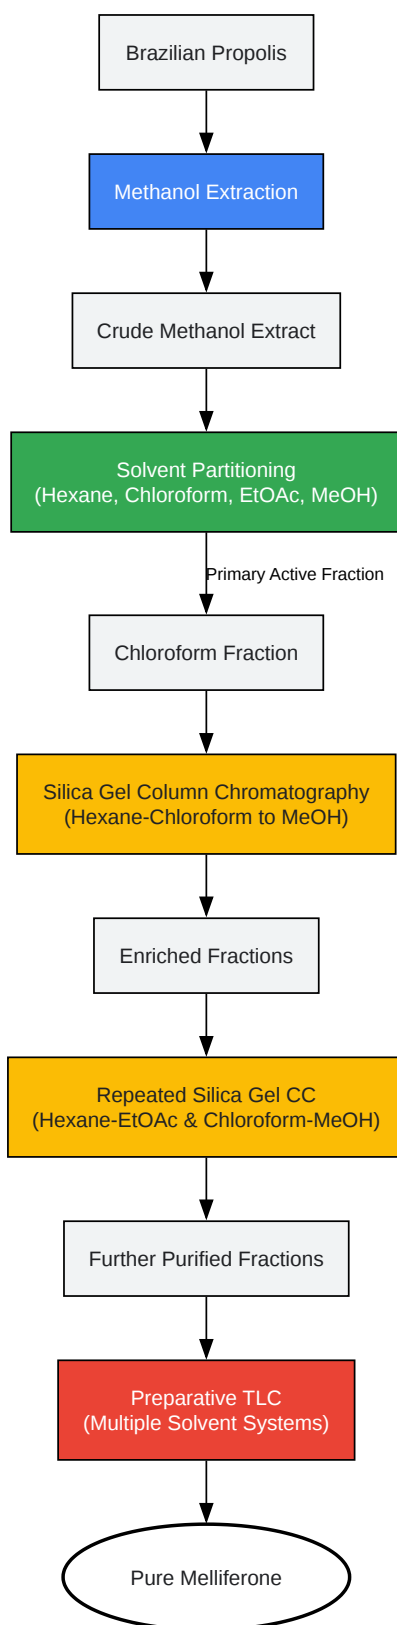 Brazilian Propolis
Methanol Extraction
Crude Methanol Extract
Solvent Partitioning
(Hexane, Chloroform, EtOAc, MeOH)
Primary Active Fraction
Chloroform Fraction
Silica Gel Column Chromatography
(Hexane-Chloroform to MeOH)
Enriched Fractions
Repeated Silica Gel CC
(Hexane-EtOAc & Chloroform-MeOH)
Further Purified Fractions
Preparative TLC
(Multiple Solvent Systems)
Pure Melliferone